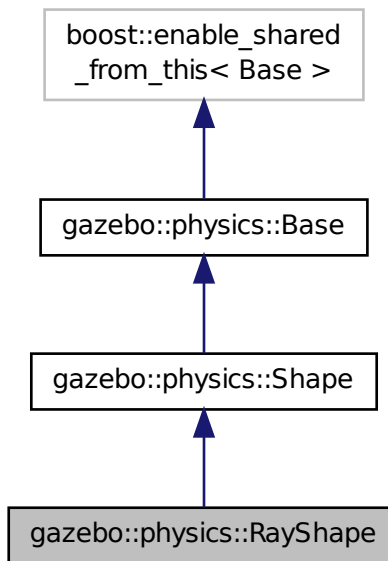 boost::enable_shared
_from_this< Base >
gazebo::physics::Base
gazebo::physics::Shape
gazebo::physics::RayShape